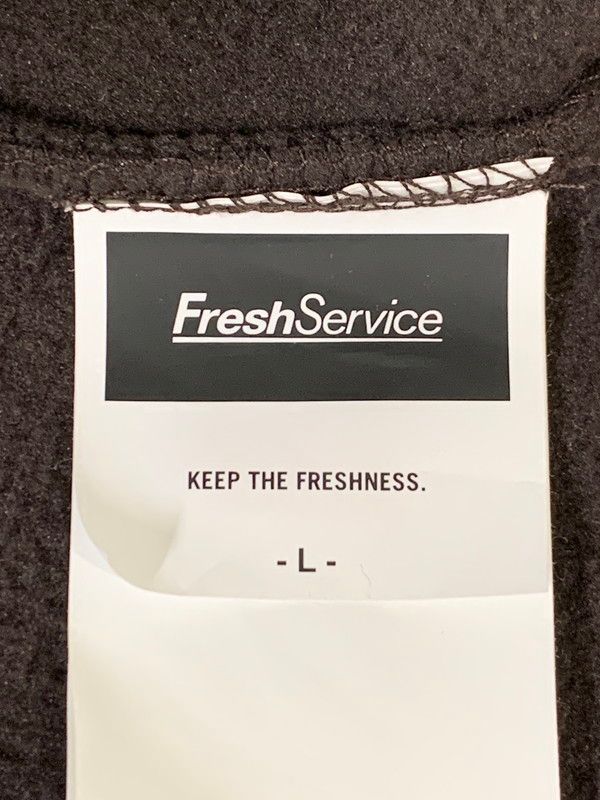 FreshService
KEEP THE FRESHNESS.
- L -